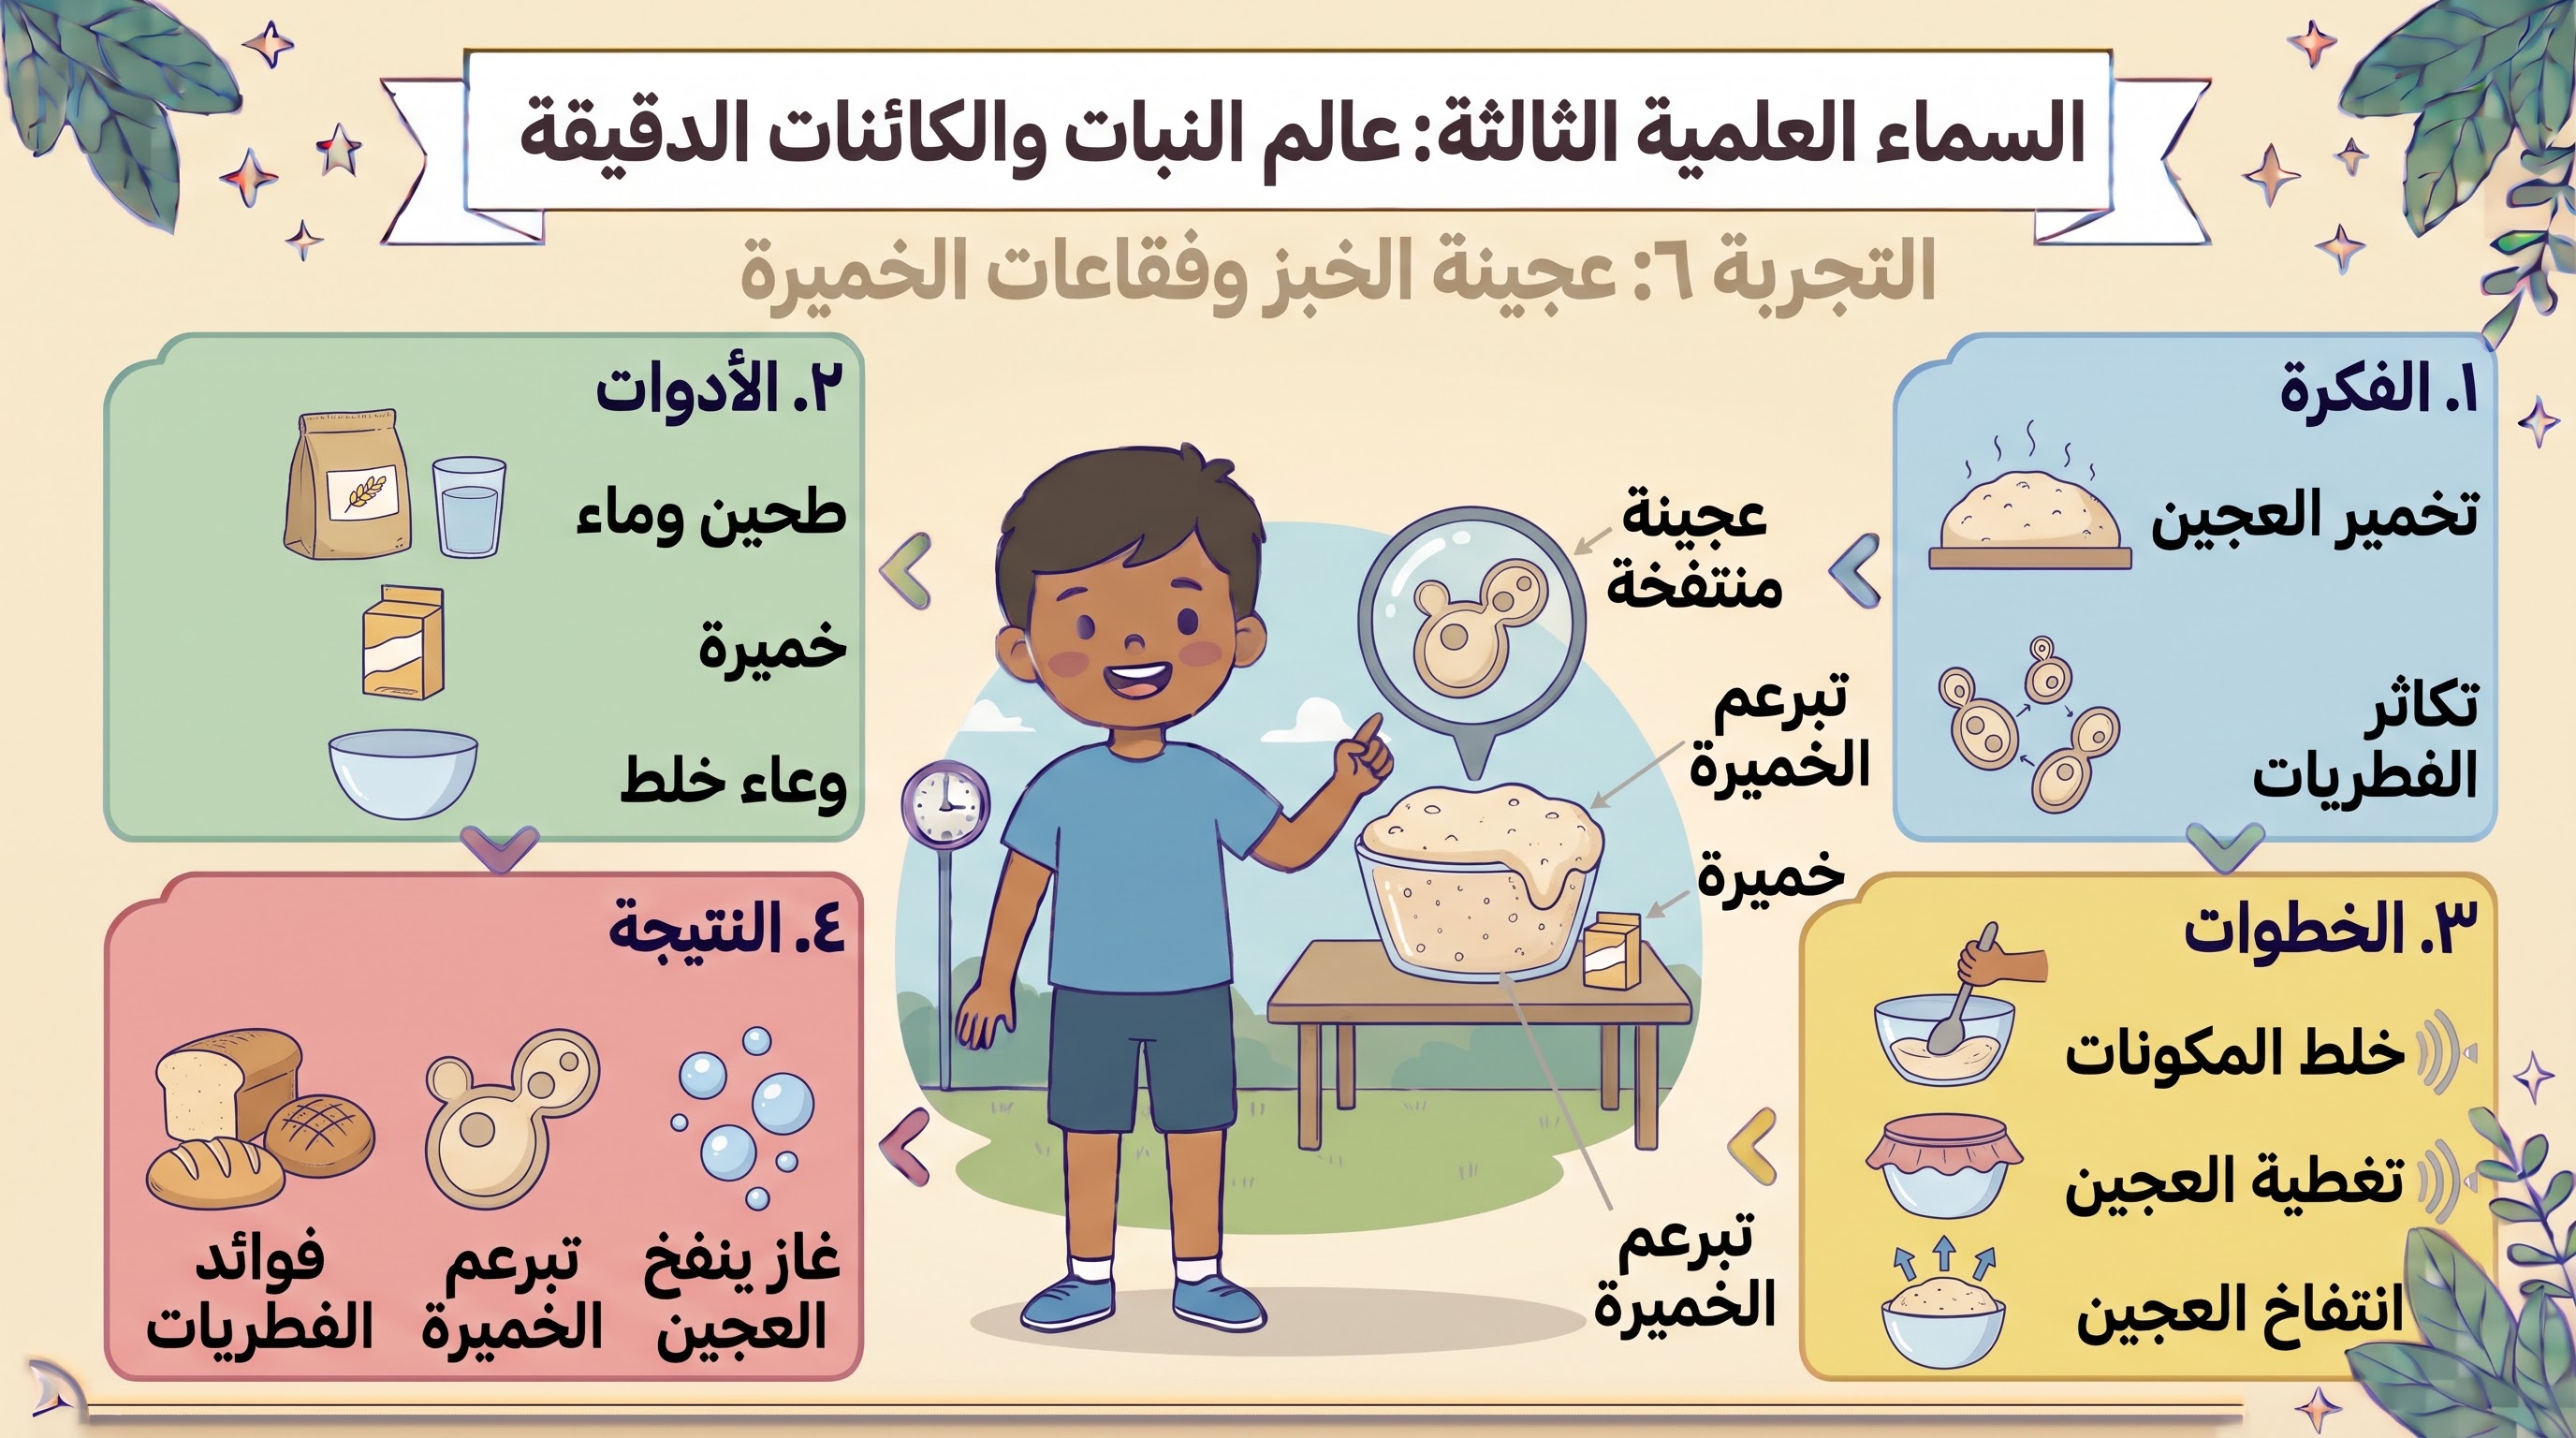 السماء العلمية الثالثة: عالم النبات والكائنات الدقيقة
التجربة ٦: عجينة الخبز وفقاعات الخميرة
١. الفكرة
تخمير العجين
تكاثر
الفطريات
٢. الأدوات
طحين وماء
خميرة
وعاء خلط
عجينة
منتفخة
تبرعم
الخميرة
خميرة
تبرعم
الخميرة
٣. الخطوات
خلط المكونات
تغطية العجين
انتفاخ العجين
٤. النتيجة
غاز ينفخ
العجين
تبرعم
الخميرة
فوائد
الفطريات